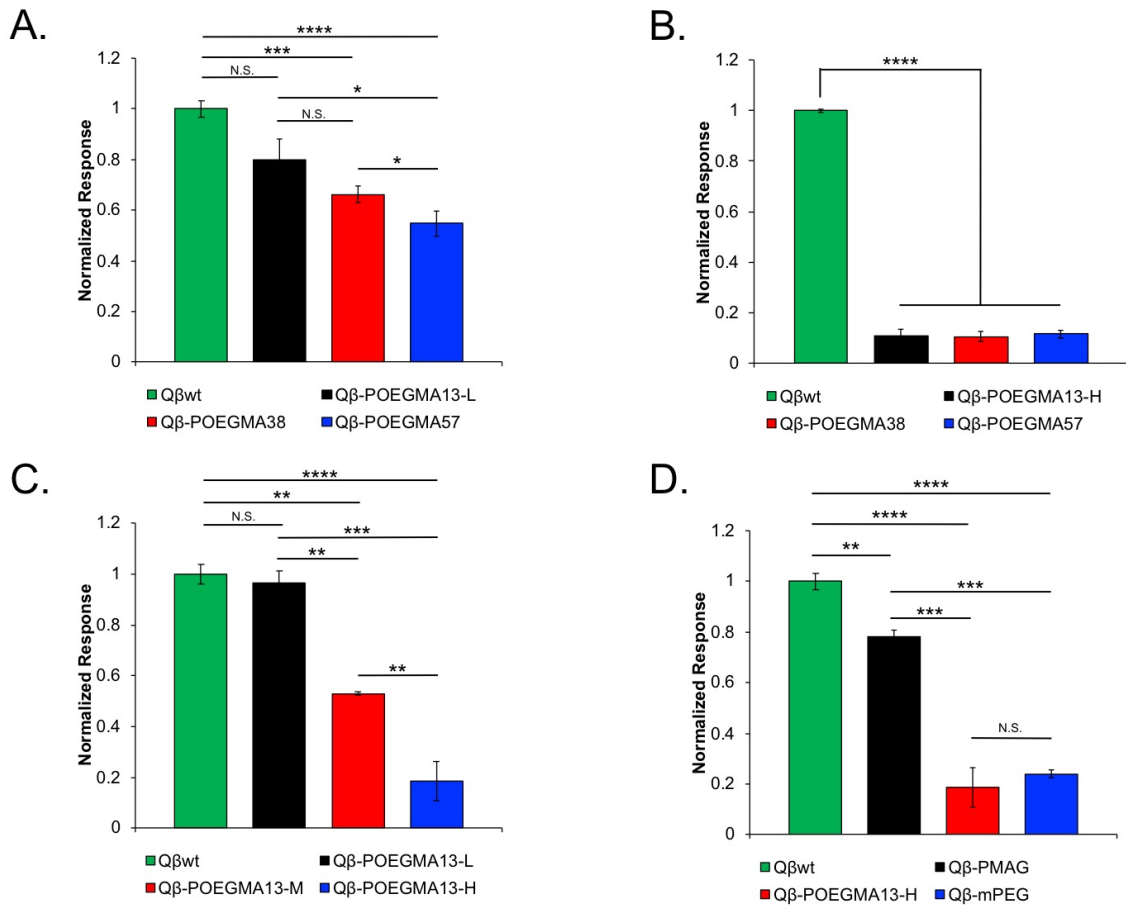 A.
****
***
N.S.
*
N.S.
*
1.2
1
0.8
0.6
0.4
0.2
0
Normalized Response
Qβwt
Qβ-POEGMA13-L
Qβ-POEGMA38
Qβ-POEGMA57
B.
****
1.2
1
0.8
0.6
0.4
0.2
0
Normalized Response
Qβwt
Qβ-POEGMA13-H
Qβ-POEGMA38
Qβ-POEGMA57
C.
****
**
N.S.
***
**
**
1.2
1
0.8
0.6
0.4
0.2
0
Normalized Response
Qβwt
Qβ-POEGMA13-L
Qβ-POEGMA13-M
Qβ-POEGMA13-H
D.
****
****
**
***
***
N.S.
1.2
1
0.8
0.6
0.4
0.2
0
Normalized Response
Qβwt
Qβ-PMAG
Qβ-POEGMA13-H
Qβ-mPEG